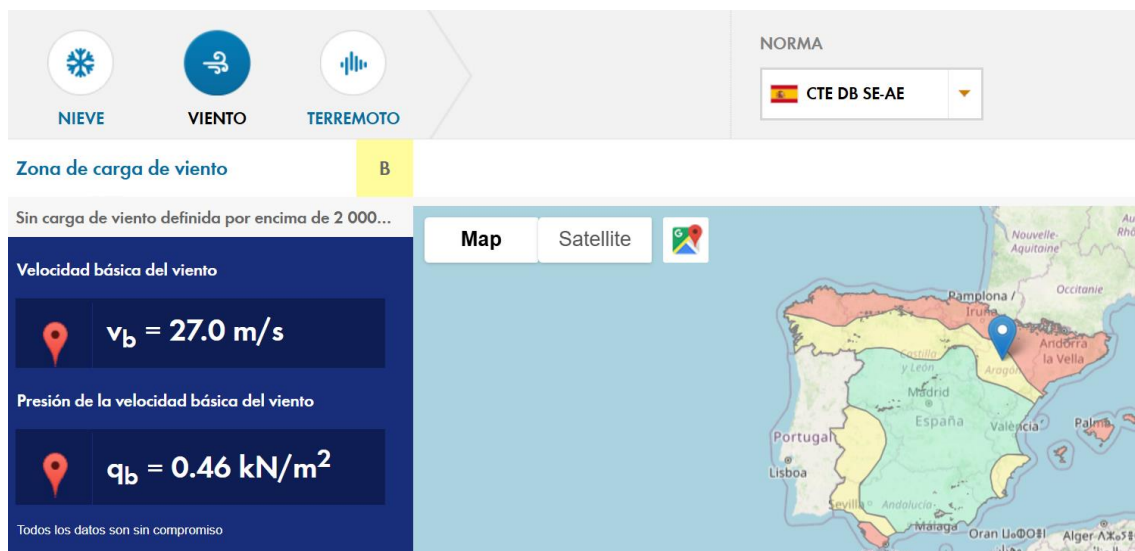 NORMA
CTE DB SE-AE
NIEVE
VIENTO
TERREMOTO
Zona de carga de viento
B
Sin carga de viento definida por encima de 2 000...
Velocidad básica del viento
vb = 27.0 m/s
Presión de la velocidad básica del viento
qb = 0.46 kN/m²
Todos los datos son sin compromiso
Map
Satellite
G
Nouvelle-
Aquitaine
Au
Rhô
Occitanie
Pamplona /
Iruña
Andorra
la Vella
Castilla
y León
Aragón
Madrid
España
València
Palma
Portugal
Lisboa
Sevilla
Andalucía
Málaga
Oran
Alger